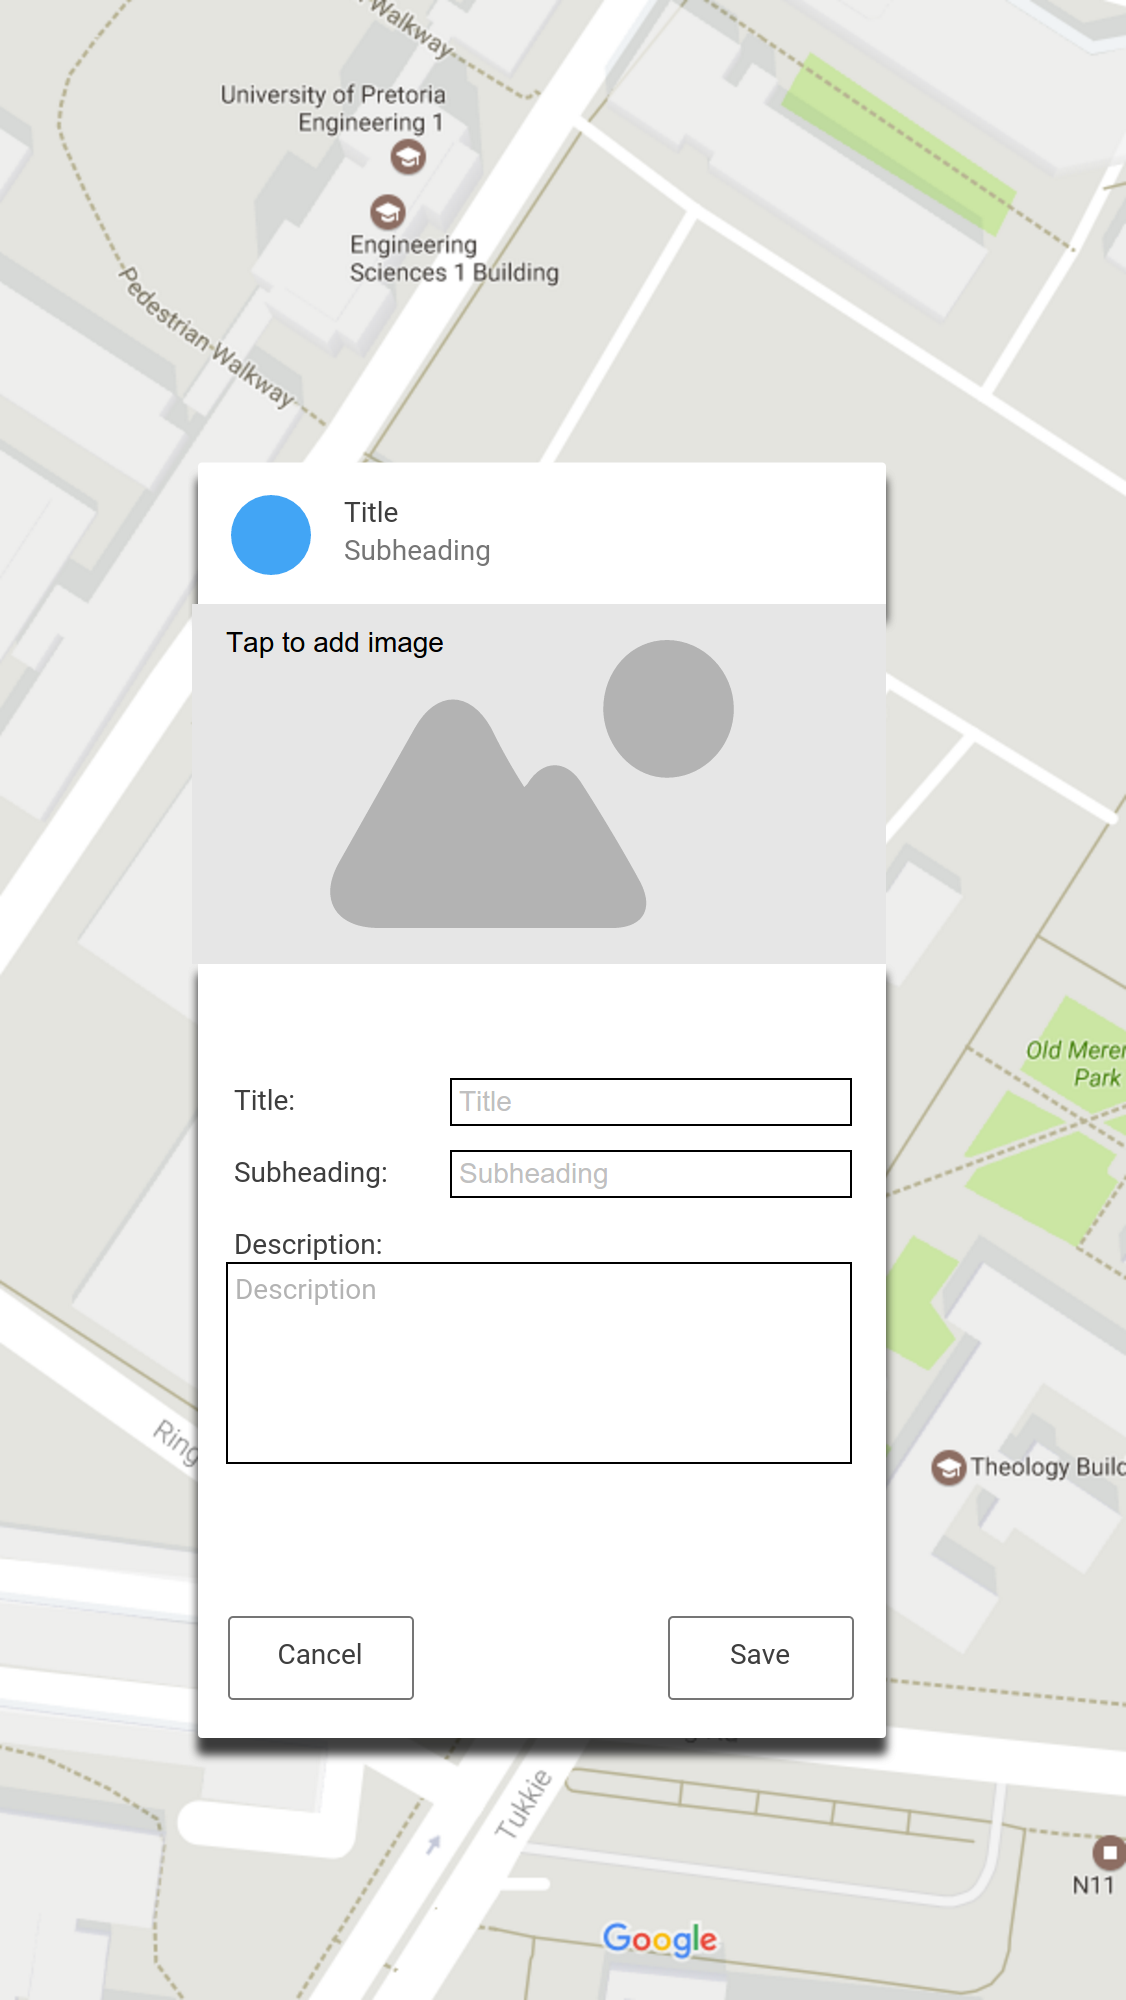 Walkway
University of Pretoria
Engineering 1
Engineering
Sciences 1 Building
Pedestrian Walkway
Title
Subheading
Tap to add image
Old Merer
Park
Title:
Title
Subheading:
Subheading
Description:
Description
Ring
Theology Build
Cancel
Save
Tukkie
N11
Google